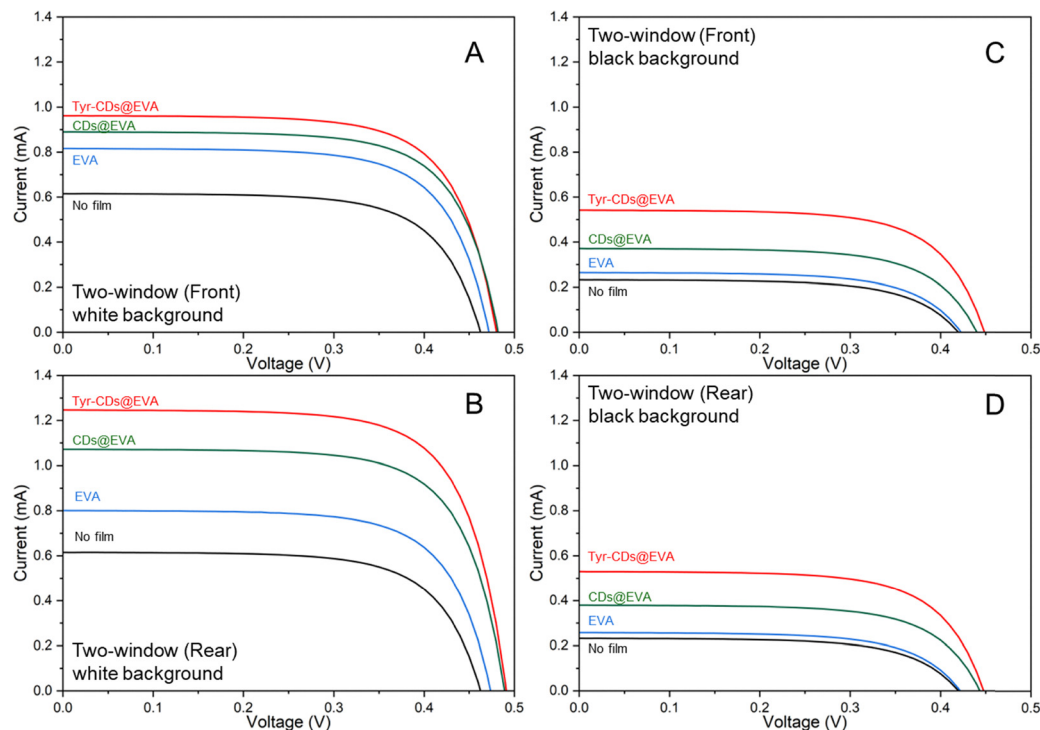 A
1.4
1.2
1.0
0.8
0.6
0.4
0.2
0.0
Current (mA)
Tyr-CDs@EVA
CDs@EVA
EVA
No film
Two-window (Front)
white background
0.0 0.1 0.2 0.3 0.4 0.5
Voltage (V)
C
Two-window (Front)
black background
1.4
1.2
1.0
0.8
0.6
0.4
0.2
0.0
Current (mA)
Tyr-CDs@EVA
CDs@EVA
EVA
No film
0.0 0.1 0.2 0.3 0.4 0.5
Voltage (V)
B
1.4
1.2
1.0
0.8
0.6
0.4
0.2
0.0
Current (mA)
Tyr-CDs@EVA
CDs@EVA
EVA
No film
Two-window (Rear)
white background
0.0 0.1 0.2 0.3 0.4 0.5
Voltage (V)
D
Two-window (Rear)
black background
1.4
1.2
1.0
0.8
0.6
0.4
0.2
0.0
Current (mA)
Tyr-CDs@EVA
CDs@EVA
EVA
No film
0.0 0.1 0.2 0.3 0.4 0.5
Voltage (V)